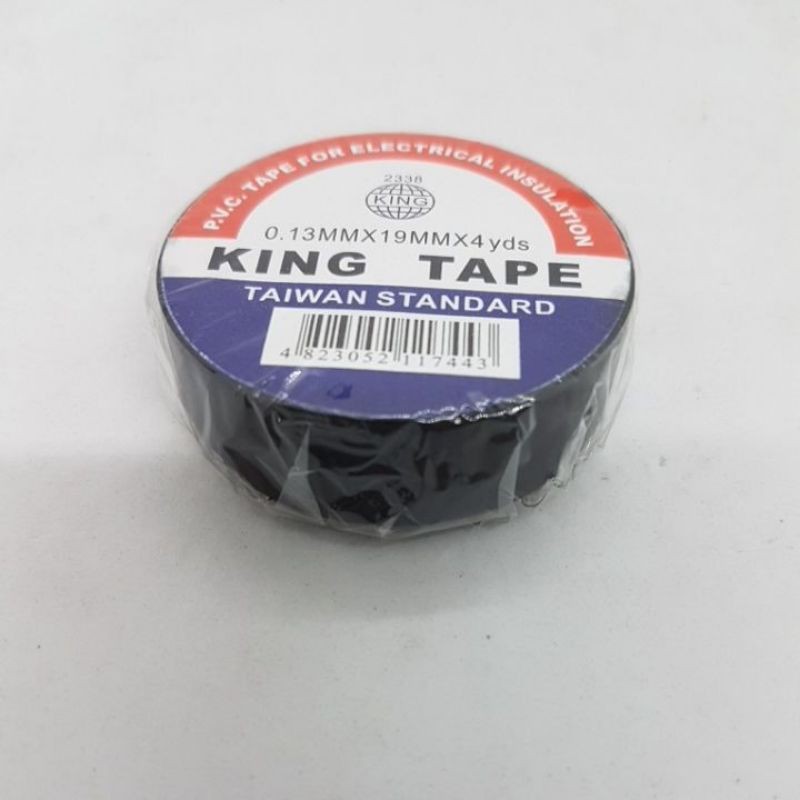 P.V.C. TAPE FOR ELECTRICAL INSULATION
2338
KING
0.13MMX19MMX4yds
KING TAPE
TAIWAN STANDARD
4 823052 117443